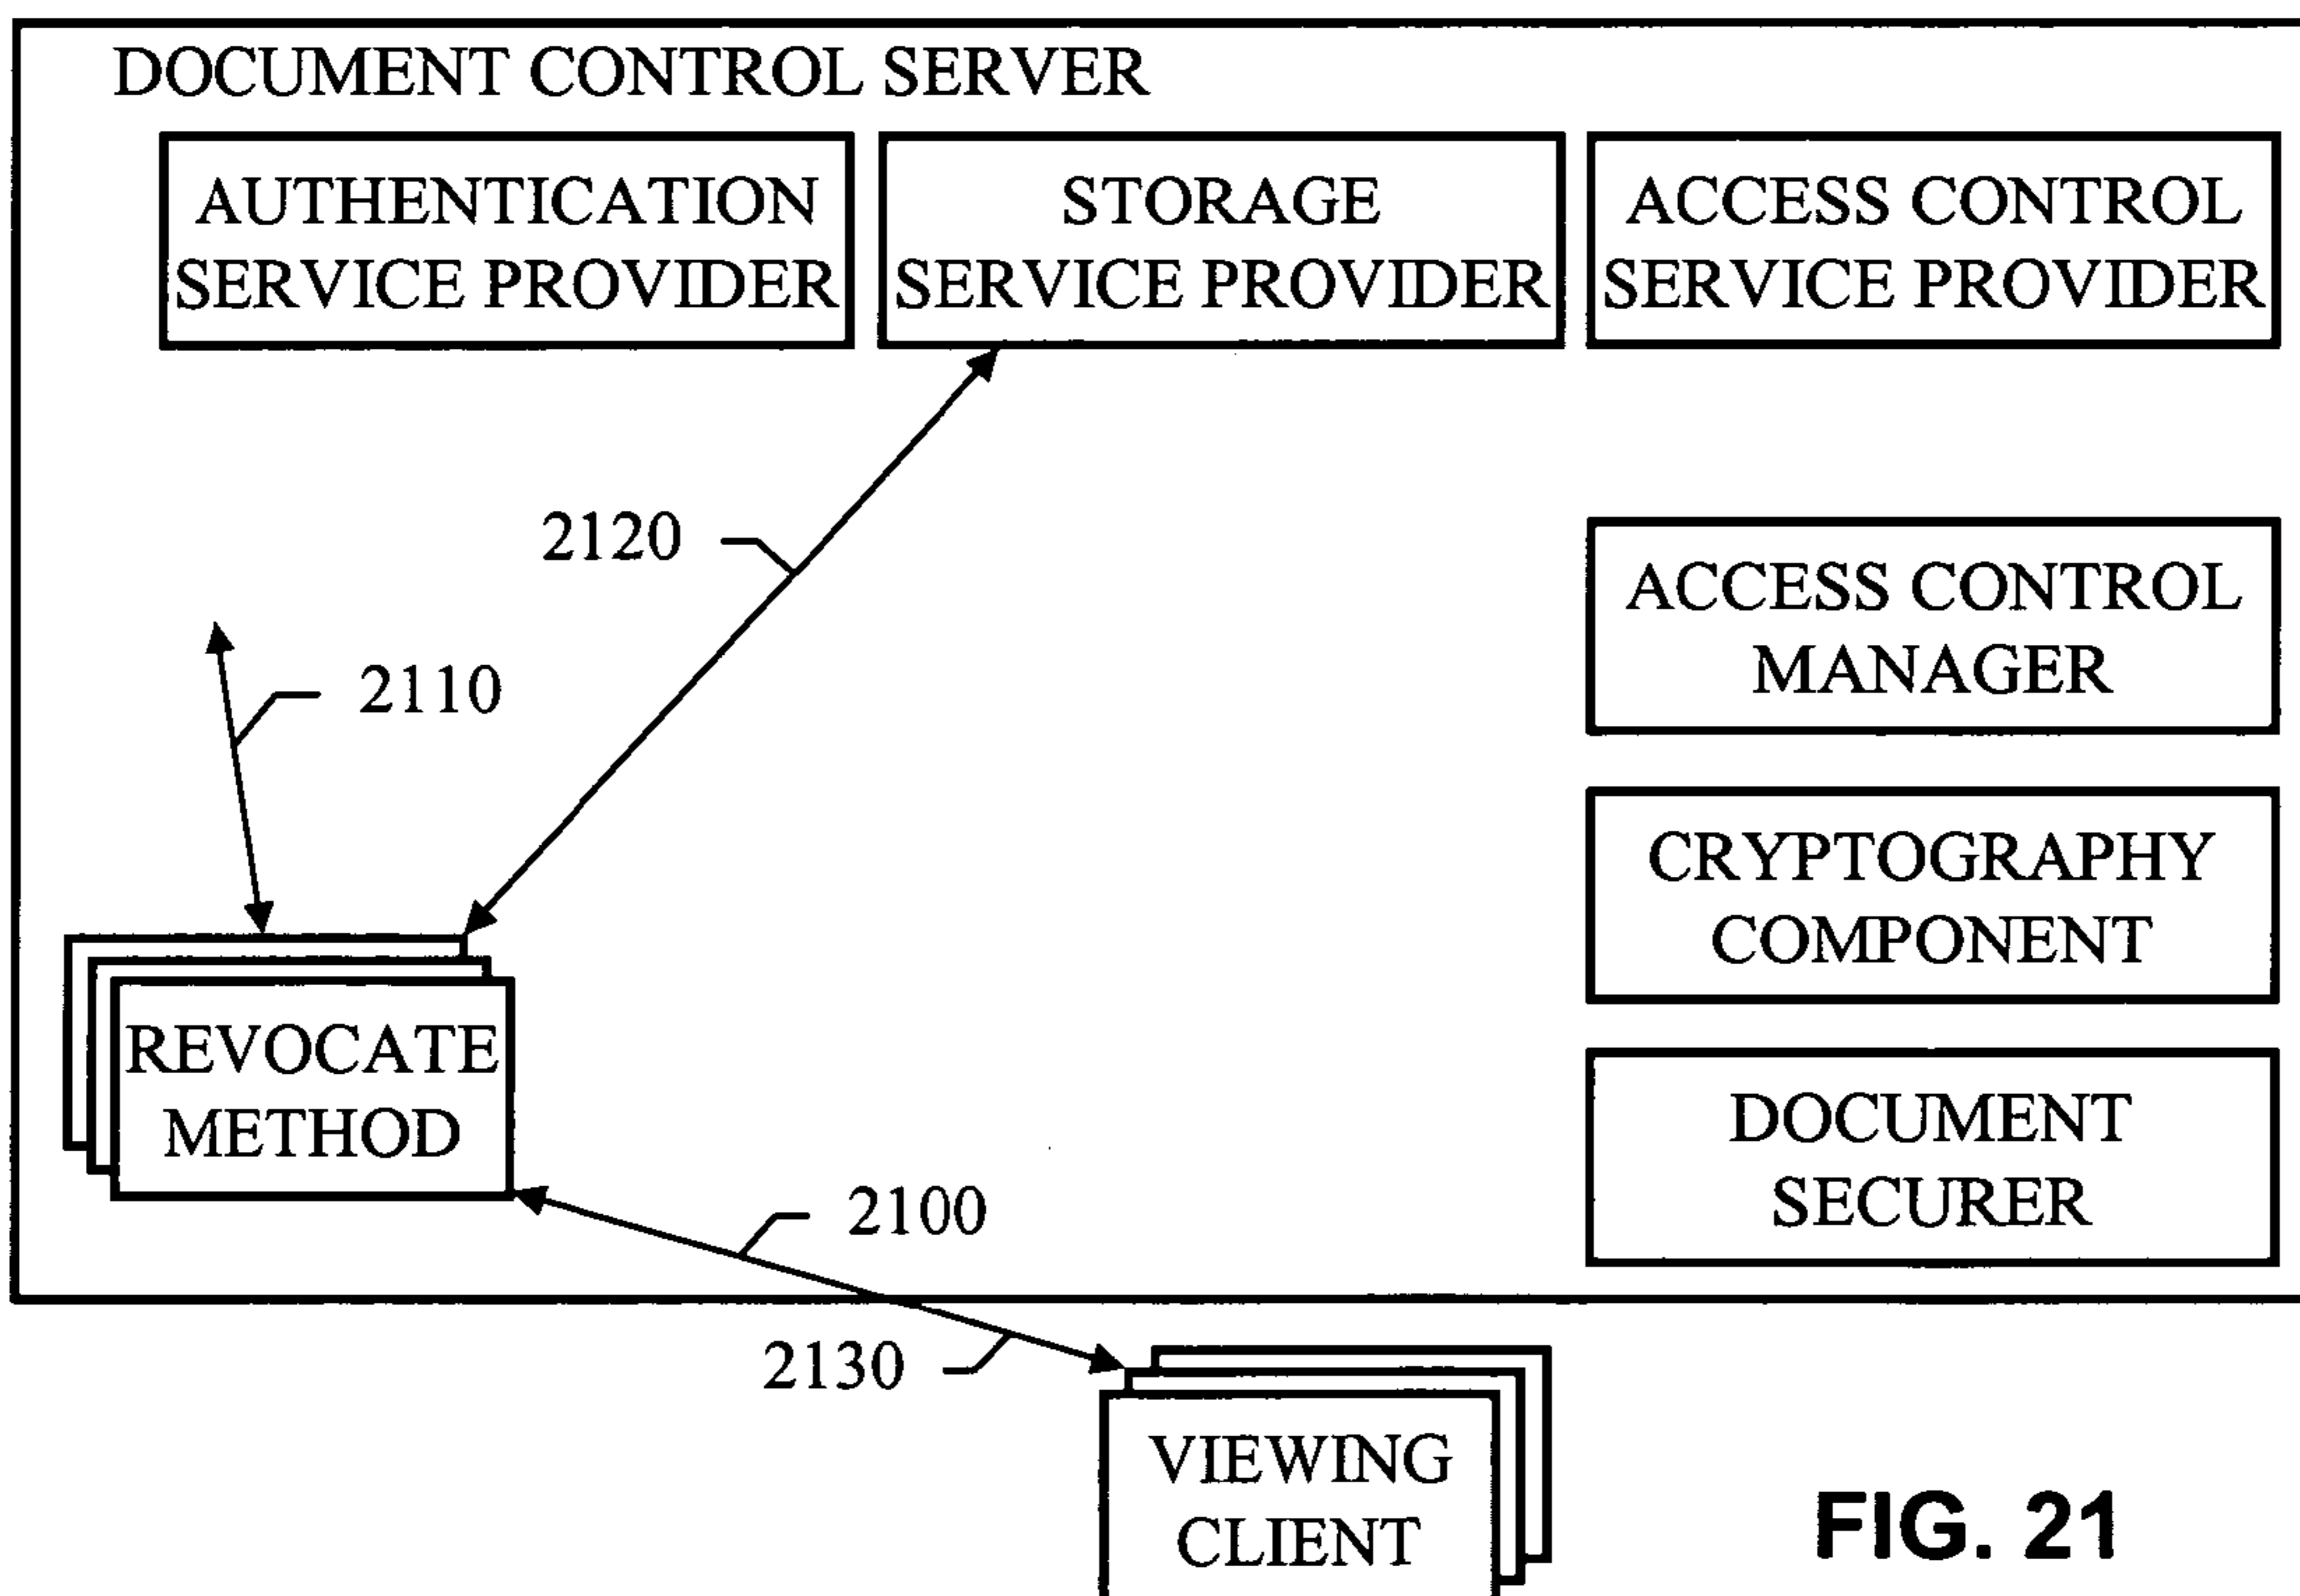 DOCUMENT CONTROL SERVER
AUTHENTICATION
SERVICE PROVIDER
STORAGE
SERVICE PROVIDER
ACCESS CONTROL
SERVICE PROVIDER
2120
ACCESS CONTROL
MANAGER
2110
CRYPTOGRAPHY
COMPONENT
REVOCATE
METHOD
DOCUMENT
SECURER
2100
2130
VIEWING
CLIENT
FIG. 21